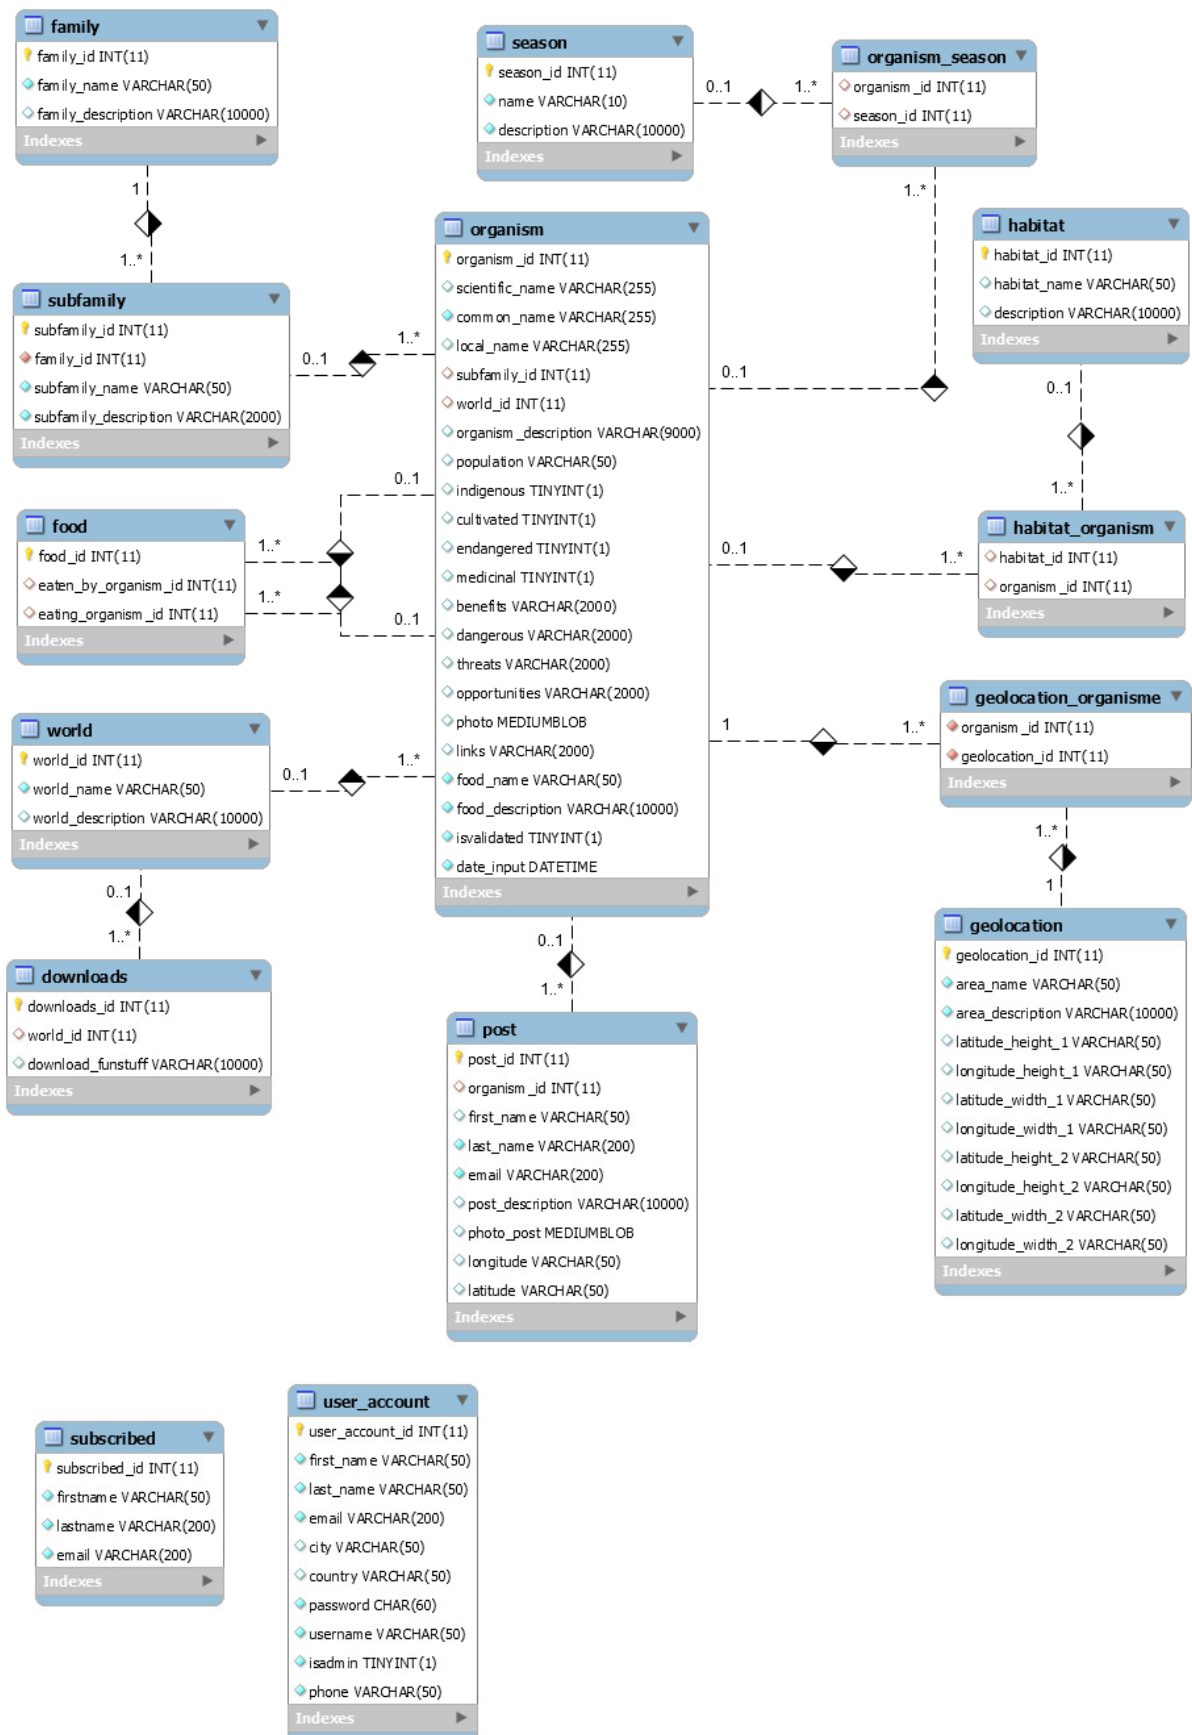 family
family_id INT(11)
family_name VARCHAR(50)
family_description VARCHAR(10000)
Indexes
season
season_id INT(11)
name VARCHAR(10)
description VARCHAR(10000)
Indexes
0..1
1..*
organism_season
organism_id INT(11)
season_id INT(11)
Indexes
1
1..*
1..*
subfamily
subfamily_id INT(11)
family_id INT(11)
subfamily_name VARCHAR(50)
subfamily_description VARCHAR(2000)
Indexes
0..1
1..*
organism
organism_id INT(11)
scientific_name VARCHAR(255)
common_name VARCHAR(255)
local_name VARCHAR(255)
subfamily_id INT(11)
world_id INT(11)
organism_description VARCHAR(9000)
population VARCHAR(50)
indigenous TINYINT(1)
cultivated TINYINT(1)
endangered TINYINT(1)
medicinal TINYINT(1)
benefits VARCHAR(2000)
dangerous VARCHAR(2000)
threats VARCHAR(2000)
opportunities VARCHAR(2000)
photo MEDIUMBLOB
links VARCHAR(2000)
food_name VARCHAR(50)
food_description VARCHAR(10000)
isvalidated TINYINT(1)
date_input DATETIME
Indexes
0..1
habitat
habitat_id INT(11)
habitat_name VARCHAR(50)
description VARCHAR(10000)
Indexes
0..1
1..*
habitat_organism
habitat_id INT(11)
organism_id INT(11)
Indexes
0..1
1..*
food
food_id INT(11)
eaten_by_organism_id INT(11)
eating_organism_id INT(11)
Indexes
0..1
1..*
1..*
0..1
world
world_id INT(11)
world_name VARCHAR(50)
world_description VARCHAR(10000)
Indexes
0..1
1..*
1
1..*
geolocation_organisme
organism_id INT(11)
geolocation_id INT(11)
Indexes
1..*
1
0..1
1..*
downloads
downloads_id INT(11)
world_id INT(11)
download_funstuff VARCHAR(10000)
Indexes
0..1
1..*
post
post_id INT(11)
organism_id INT(11)
first_name VARCHAR(50)
last_name VARCHAR(200)
email VARCHAR(200)
post_description VARCHAR(10000)
photo_post MEDIUMBLOB
longitude VARCHAR(50)
latitude VARCHAR(50)
Indexes
geolocation
geolocation_id INT(11)
area_name VARCHAR(50)
area_description VARCHAR(10000)
latitude_height_1 VARCHAR(50)
longitude_height_1 VARCHAR(50)
latitude_width_1 VARCHAR(50)
longitude_width_1 VARCHAR(50)
latitude_height_2 VARCHAR(50)
longitude_height_2 VARCHAR(50)
latitude_width_2 VARCHAR(50)
longitude_width_2 VARCHAR(50)
Indexes
subscribed
subscribed_id INT(11)
firstname VARCHAR(50)
lastname VARCHAR(200)
email VARCHAR(200)
Indexes
user_account
user_account_id INT(11)
first_name VARCHAR(50)
last_name VARCHAR(50)
email VARCHAR(200)
city VARCHAR(50)
country VARCHAR(50)
password CHAR(60)
username VARCHAR(50)
isadmin TINYINT(1)
phone VARCHAR(50)
Indexes